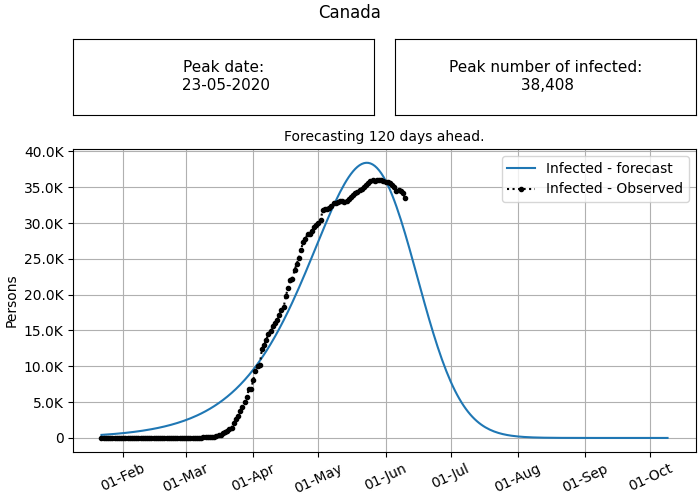 Canada
Peak date:
23-05-2020
Peak number of infected:
38,408
Forecasting 120 days ahead.
Infected - forecast
Infected - Observed
40.0K
35.0K
30.0K
25.0K
20.0K
15.0K
10.0K
5.0K
0
Persons
01-Feb
01-Mar
01-Apr
01-May
01-Jun
01-Jul
01-Aug
01-Sep
01-Oct